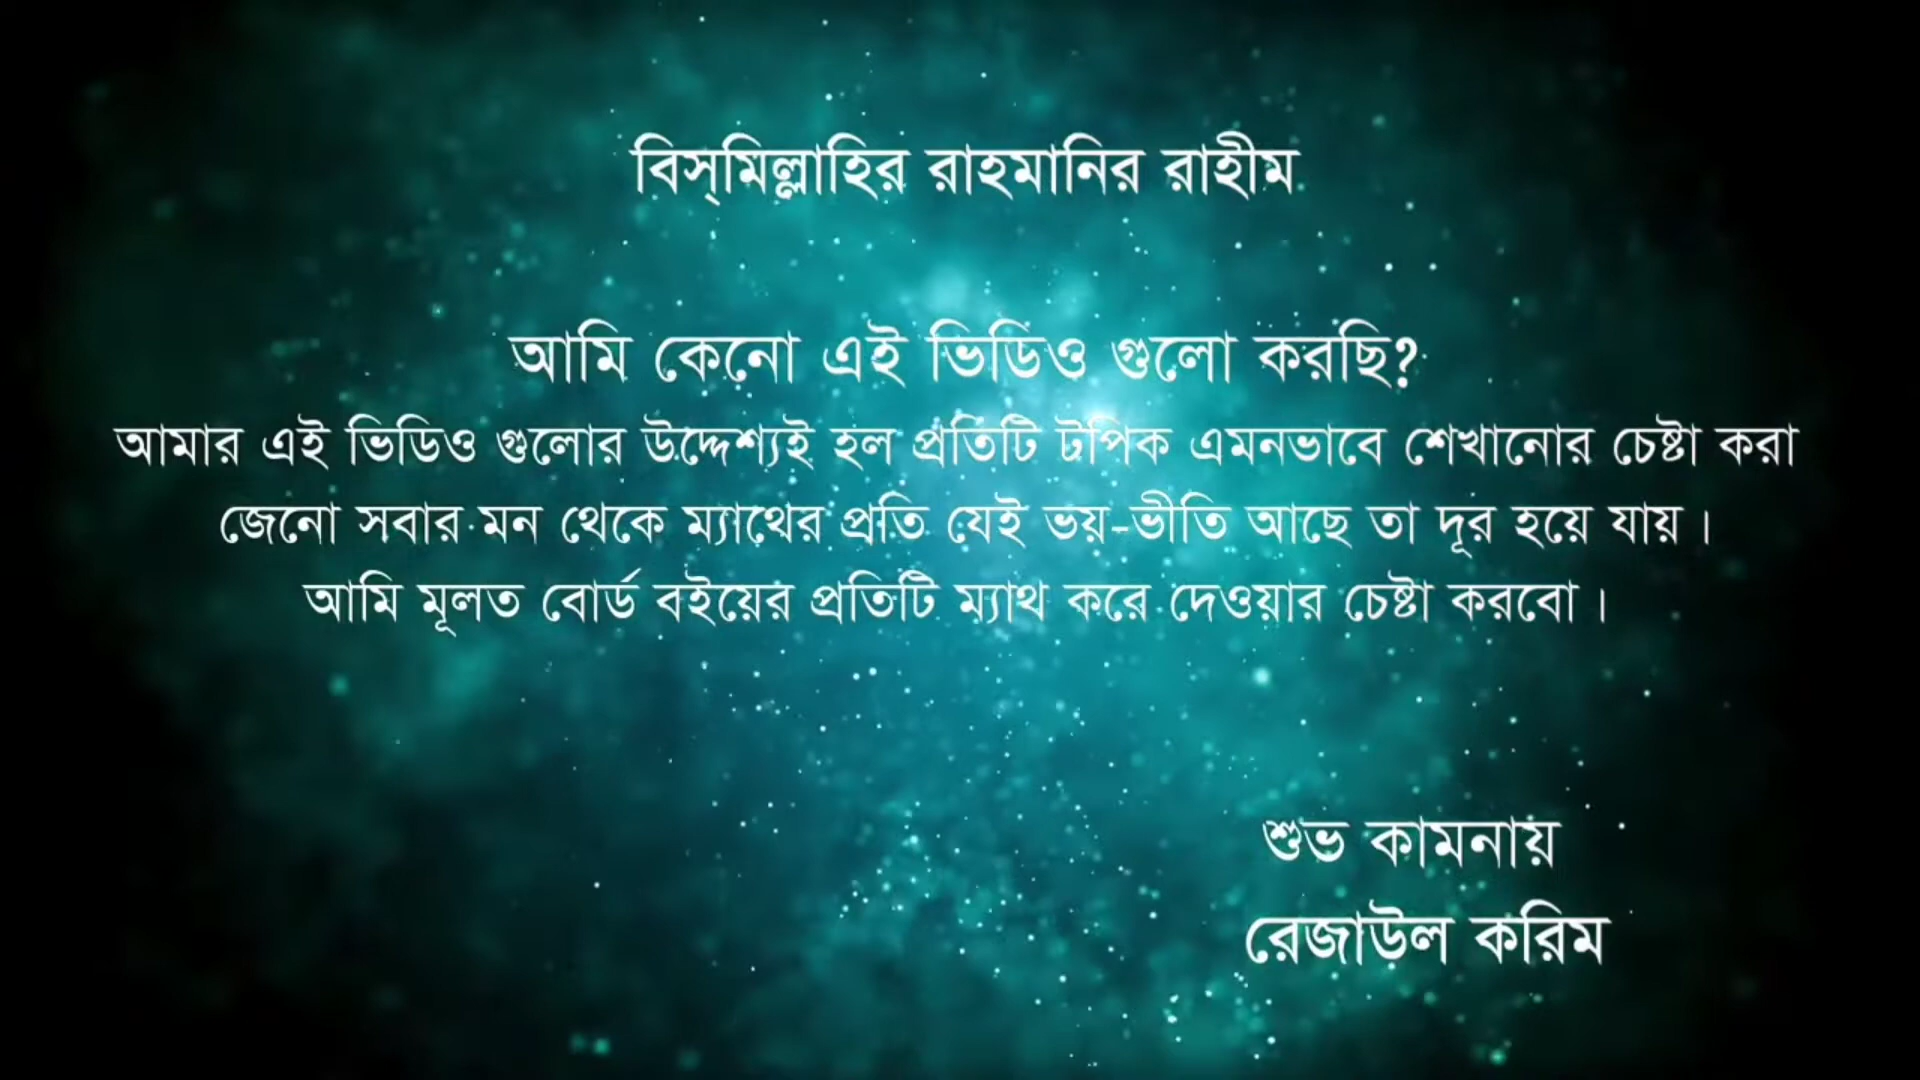 বিস্‌মিল্লাহির রাহমানির রাহীম
আমি কেনো এই ভিডিও গুলো করছি?
আমার এই ভিডিও গুলোর উদ্দেশ্যই হল প্রতিটি টপিক এমনভাবে শেখানোর চেষ্টা করা
জেনো সবার মন থেকে ম্যাথের প্রতি যেই ভয়-ভীতি আছে তা দূর হয়ে যায়।
আমি মূলত বোর্ড বইয়ের প্রতিটি ম্যাথ করে দেওয়ার চেষ্টা করবো।
শুভ কামনায়
রেজাউল করিম